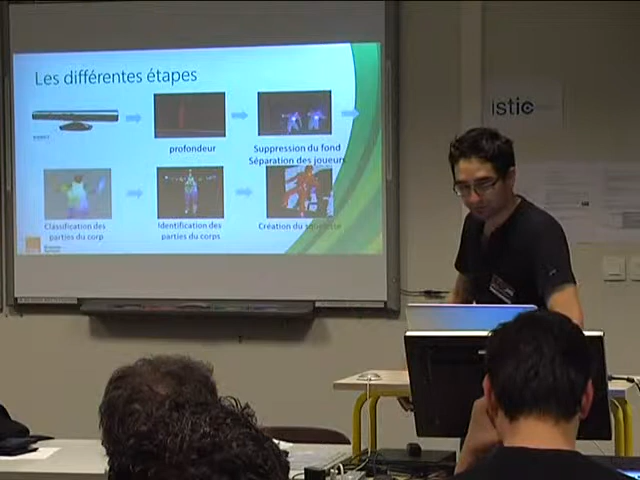 Les différentes étapes
profondeur
Suppression du fond
Séparation des joueurs
Classification des
parties du corp
Identification des
parties du corps
Création du squelette
istic